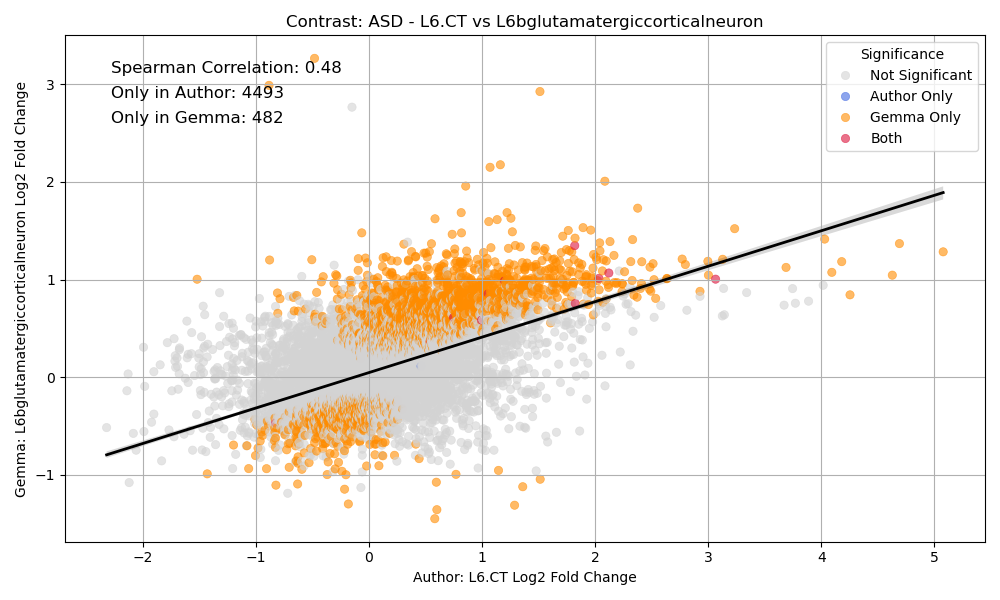 Contrast: ASD - L6.CT vs L6bglutamatergiccorticalneuron
Spearman Correlation: 0.48
Only in Author: 4493
Only in Gemma: 482
Significance
Not Significant
Author Only
Gemma Only
Both
Gemma: L6bglutamatergiccorticalneuron Log2 Fold Change
3
2
1
0
−1
−2
−1
0
1
2
3
4
5
Author: L6.CT Log2 Fold Change